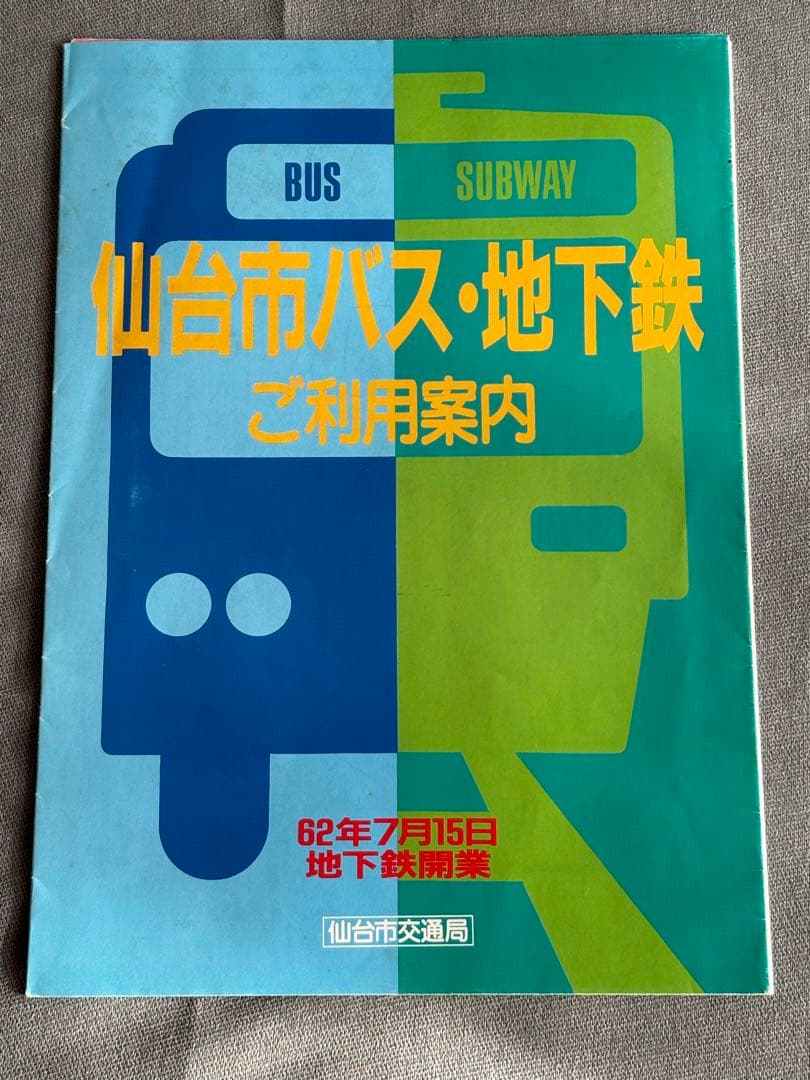 BUS
SUBWAY
仙台市バス・地下鉄
ご利用案内
62年7月15日
地下鉄開業
仙台市交通局